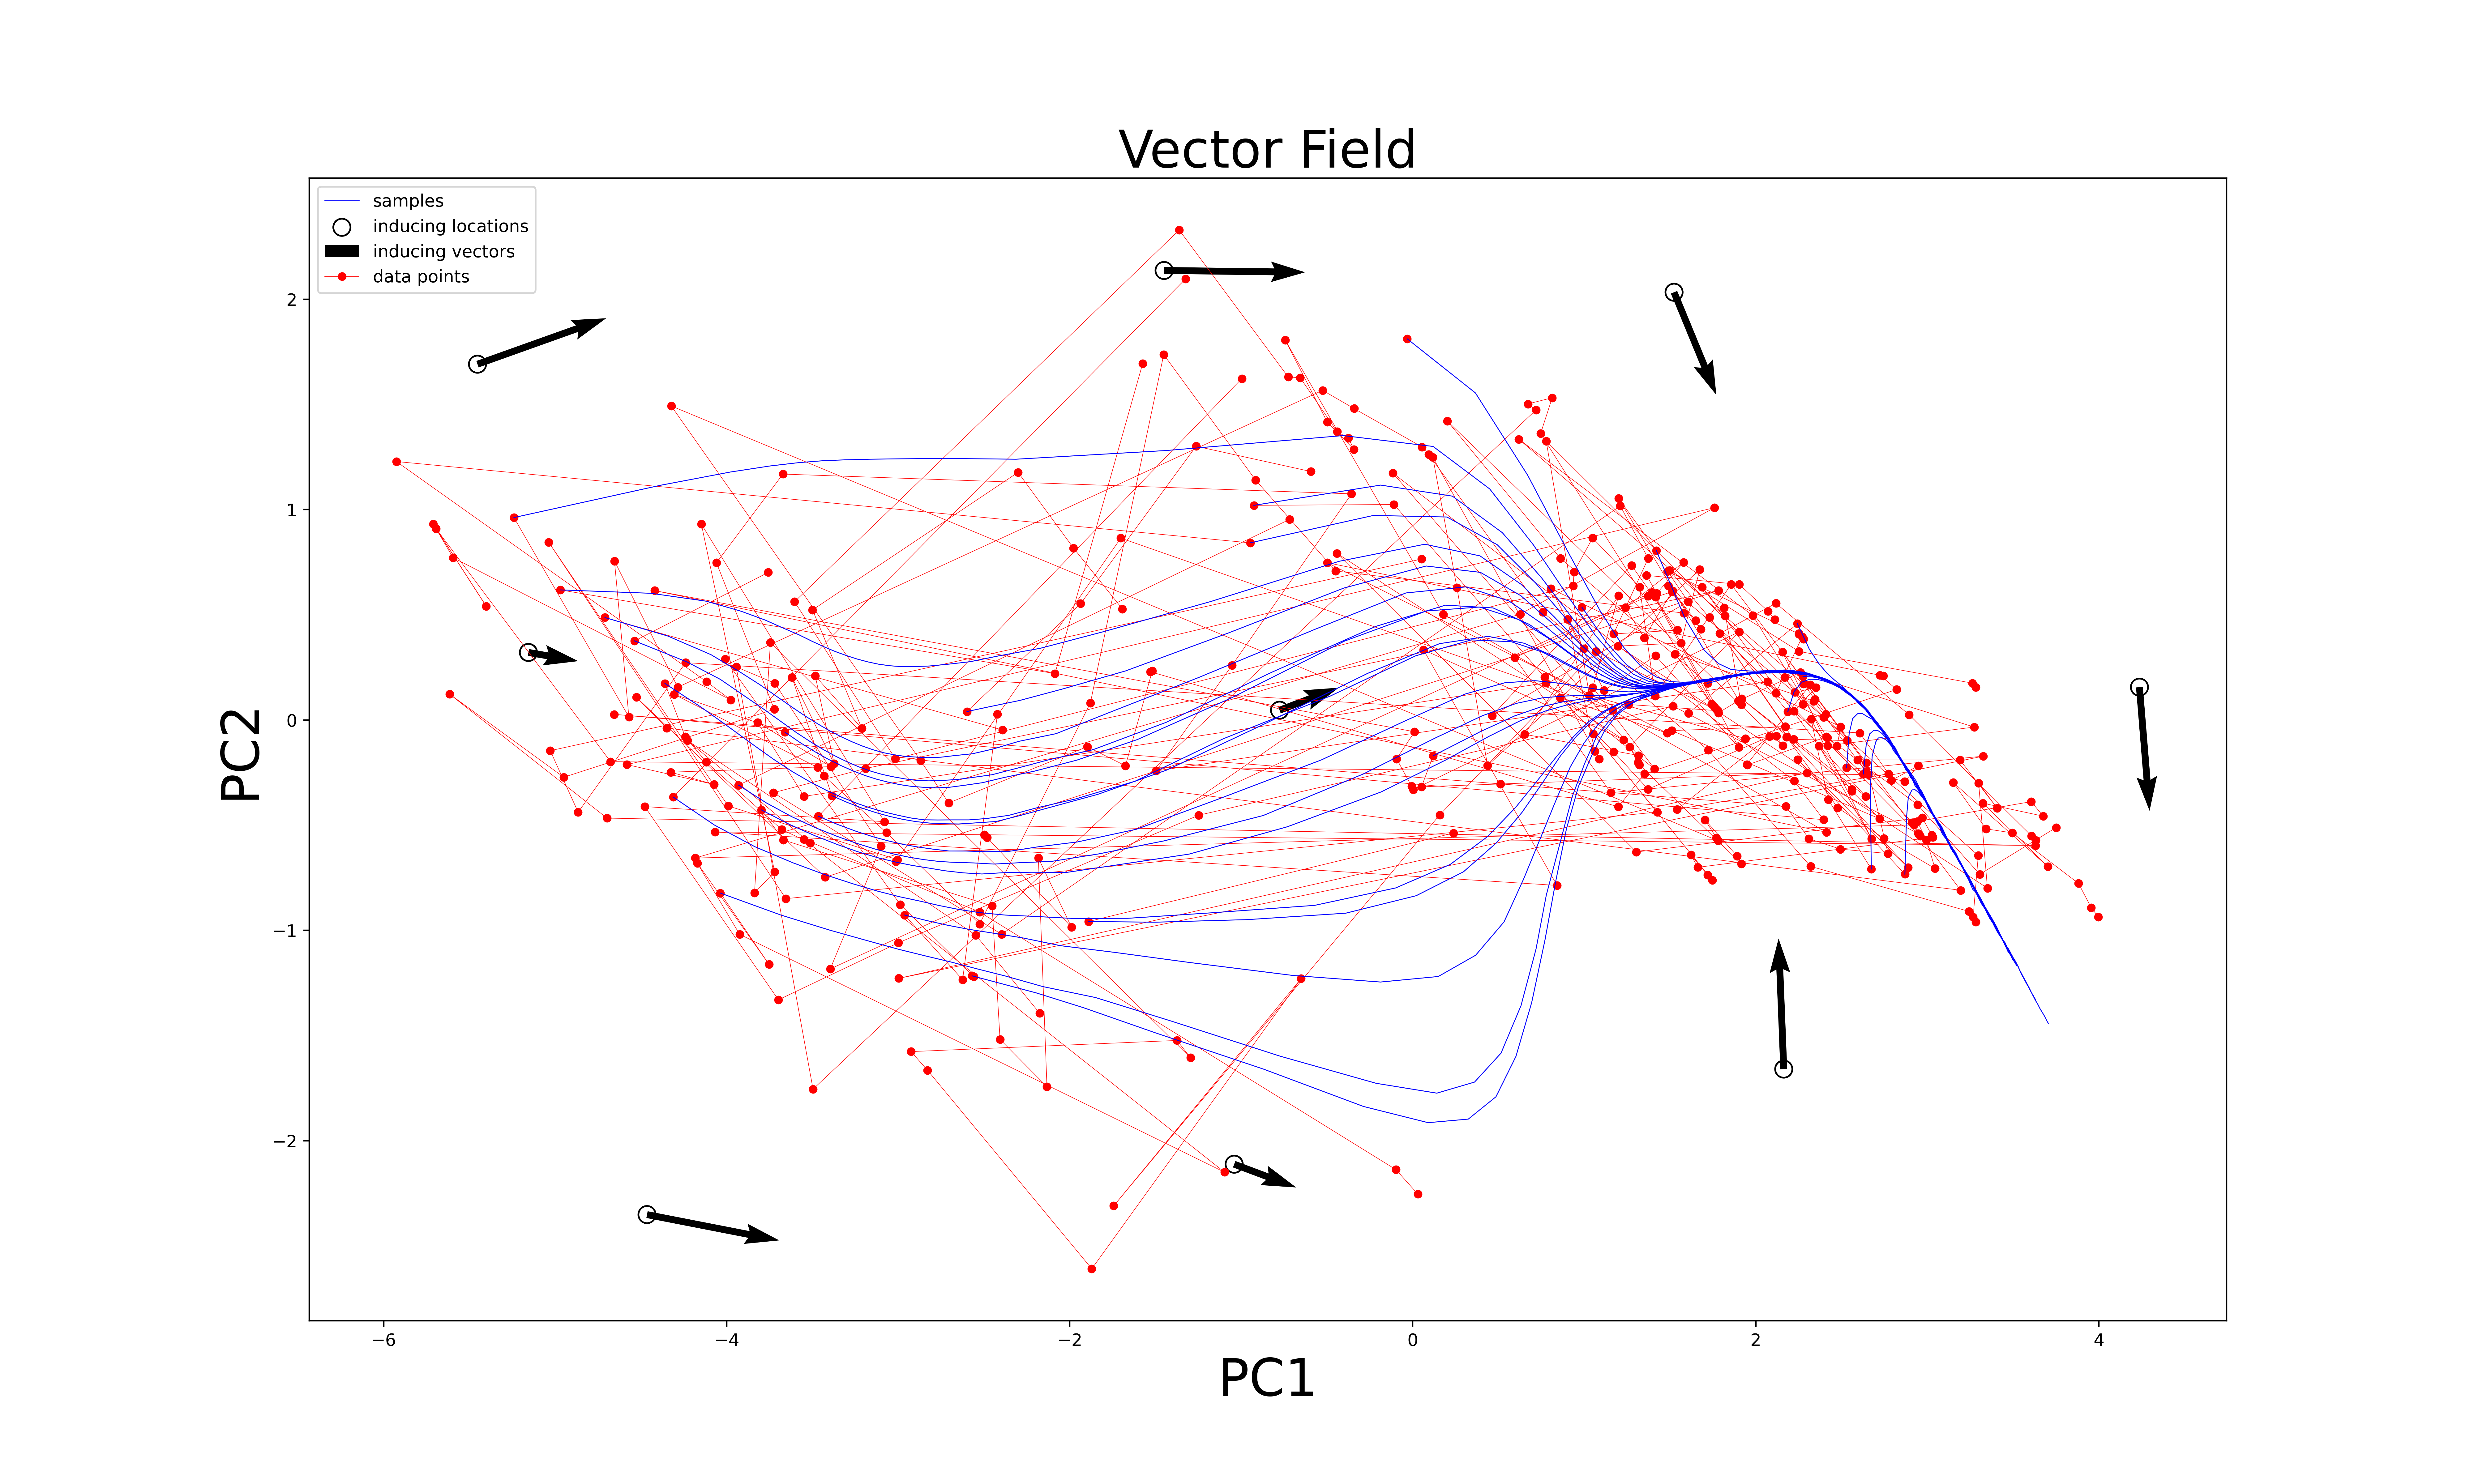 Vector Field
samples
inducing locations
inducing vectors
data points
2
1
0
−1
−2
PC2
−6
−4
−2
0
2
4
PC1